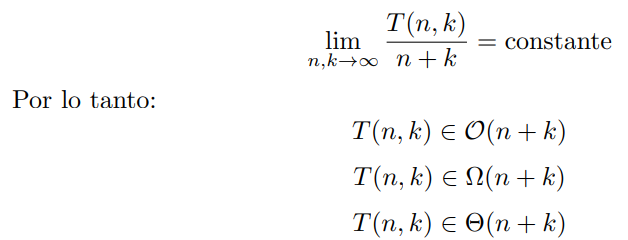 lim_{n,k→∞} T(n, k) / (n + k) = constante
Por lo tanto:
T(n, k) ∈ 𝒪(n + k)
T(n, k) ∈ Ω(n + k)
T(n, k) ∈ Θ(n + k)